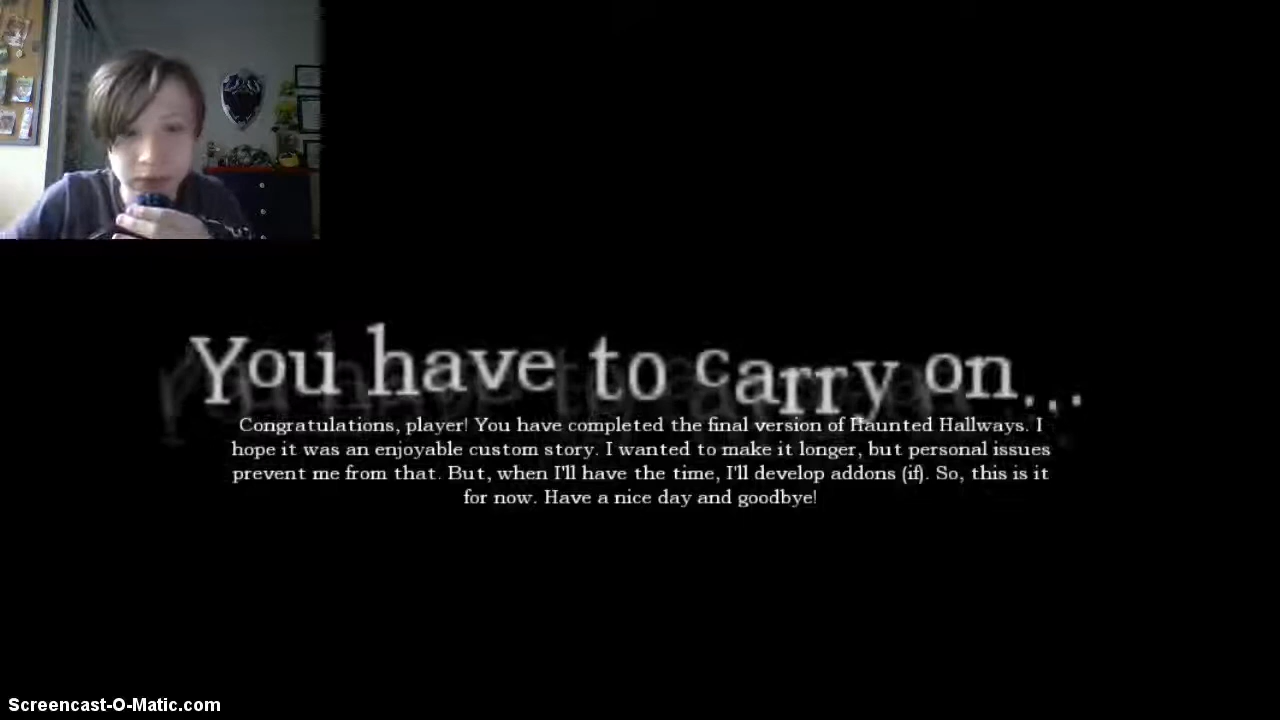 You have to carry on...
Congratulations, player! You have completed the final version of Haunted Hallways. I
hope it was an enjoyable custom story. I wanted to make it longer, but personal issues
prevent me from that. But, when I'll have the time, I'll develop addons (if). So, this is it
for now. Have a nice day and goodbye!
Screencast-O-Matic.com